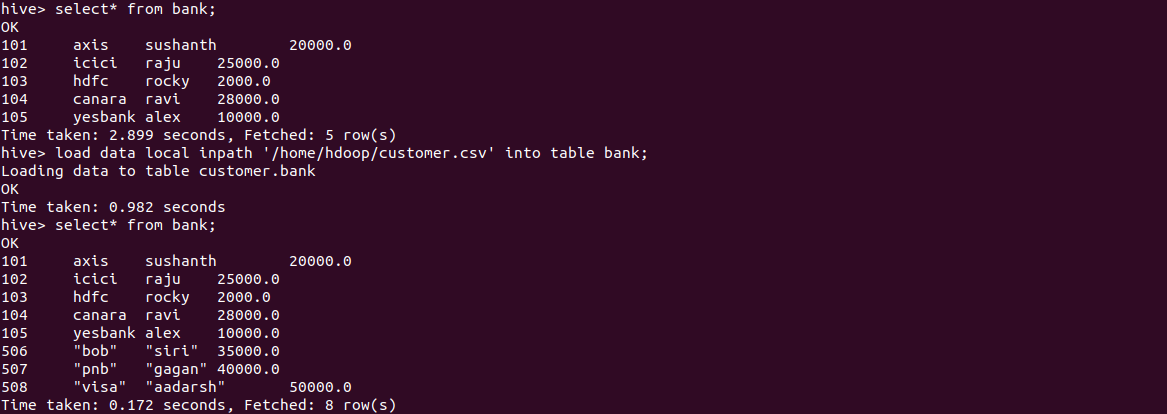 hive> select* from bank;
OK
101 axis sushanth 20000.0
102 icici raju 25000.0
103 hdfc rocky 2000.0
104 canara ravi 28000.0
105 yesbank alex 10000.0
Time taken: 2.899 seconds, Fetched: 5 row(s)
hive> load data local inpath '/home/hdoop/customer.csv' into table bank;
Loading data to table customer.bank
OK
Time taken: 0.982 seconds
hive> select* from bank;
OK
101 axis sushanth 20000.0
102 icici raju 25000.0
103 hdfc rocky 2000.0
104 canara ravi 28000.0
105 yesbank alex 10000.0
506 "bob" "siri" 35000.0
507 "pnb" "gagan" 40000.0
508 "visa" "aadarsh" 50000.0
Time taken: 0.172 seconds, Fetched: 8 row(s)